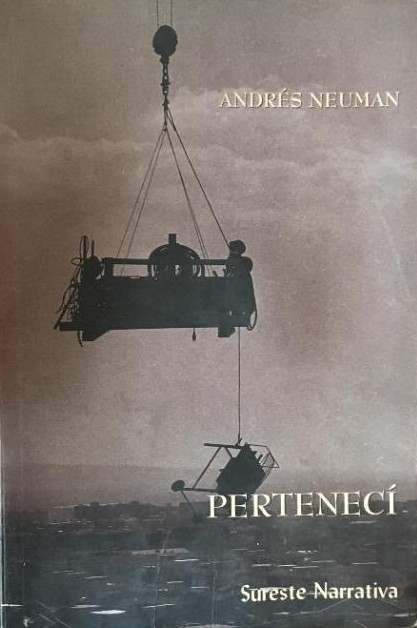 ANDRÉS NEUMAN
PERTENECÍ
Sureste Narrativa